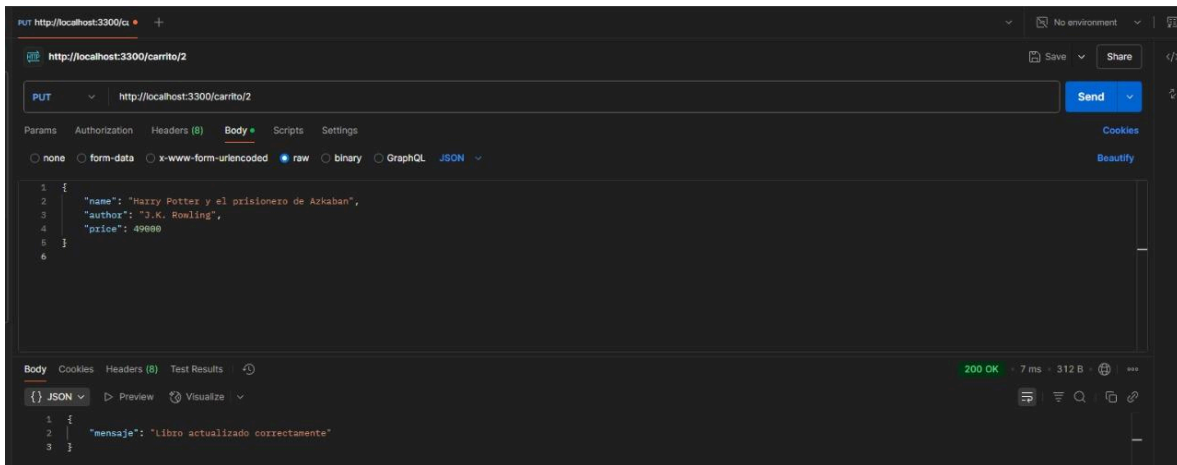 PUT http://localhost:3300/ca
No environment
HTTP http://localhost:3300/carrito/2
Save Share
PUT http://localhost:3300/carrito/2 Send
Params Authorization Headers (8) Body Scripts Settings Cookies
none form-data x-www-form-urlencoded raw binary GraphQL JSON Beautify
1 {
2 "name": "Harry Potter y el prisionero de Azkaban",
3 "author": "J.K. Rowling",
4 "price": 49000
5 }
6
Body Cookies Headers (8) Test Results 200 OK 7 ms 312 B
{} JSON Preview Visualize
1 {
2 "mensaje": "Libro actualizado correctamente"
3 }